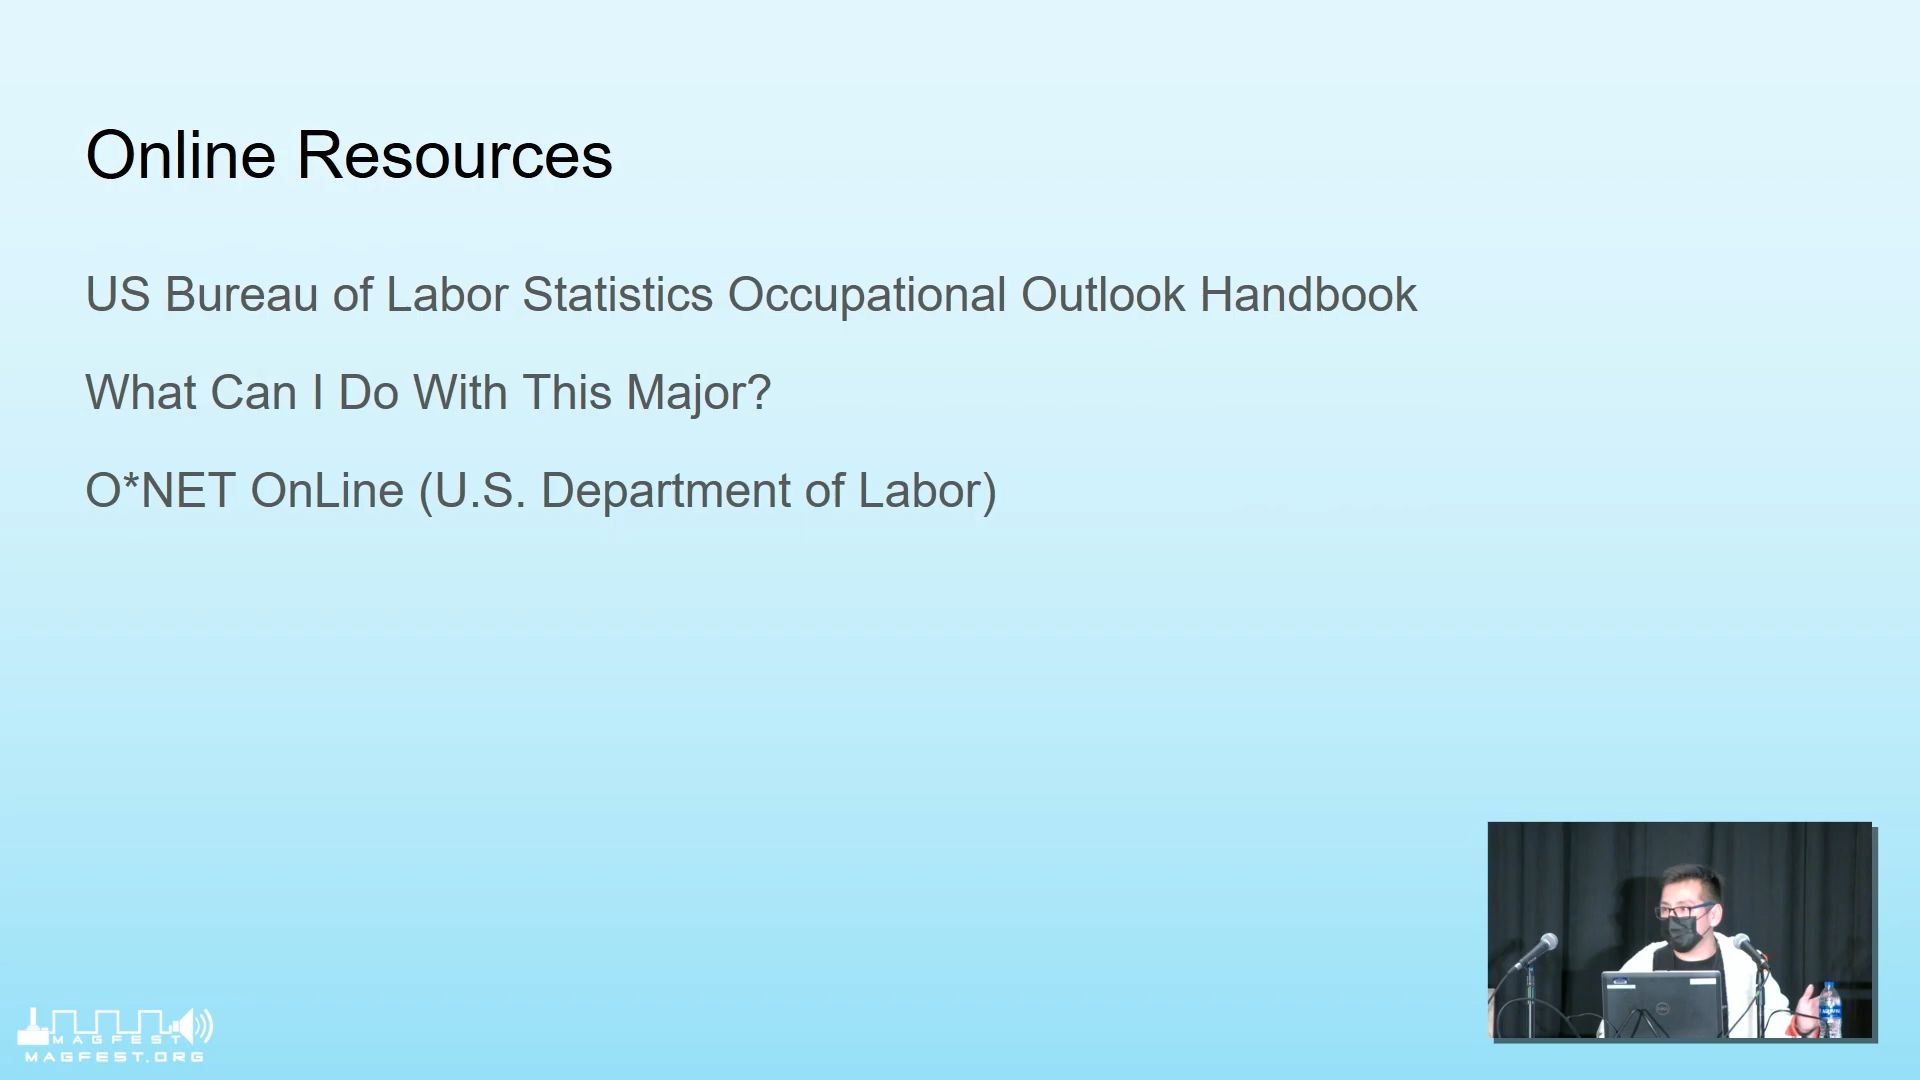 Online Resources
US Bureau of Labor Statistics Occupational Outlook Handbook
What Can I Do With This Major?
O*NET OnLine (U.S. Department of Labor)
MAGFEST
MAGFEST.ORG